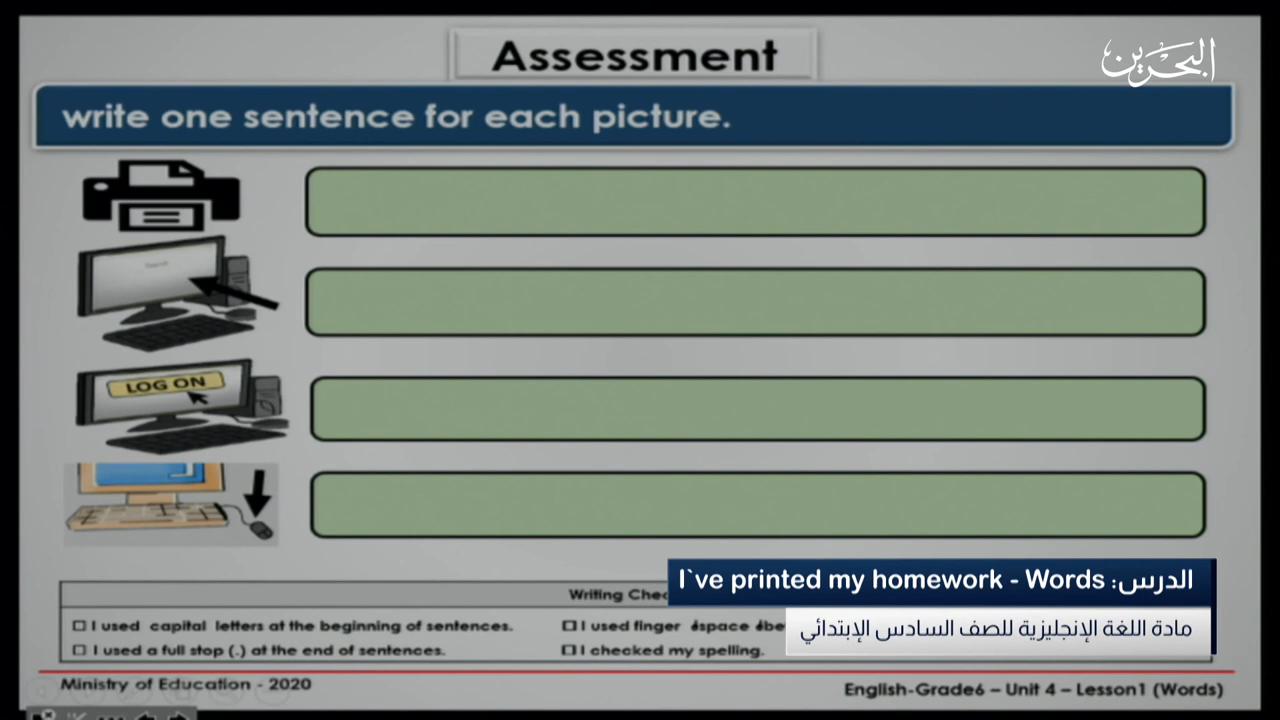 Assessment
البحرين
write one sentence for each picture.
LOG ON
الدرس: I`ve printed my homework - Words
مادة اللغة الإنجليزية للصف السادس الإبتدائي
Writing
☐ I used capital letters at the beginning of sentences.
☐ I used finger space
☐ I used a full stop (.) at the end of sentences.
☐ I checked my spelling.
Ministry of Education - 2020
English-Grade6 – Unit 4 – Lesson1 (Words)